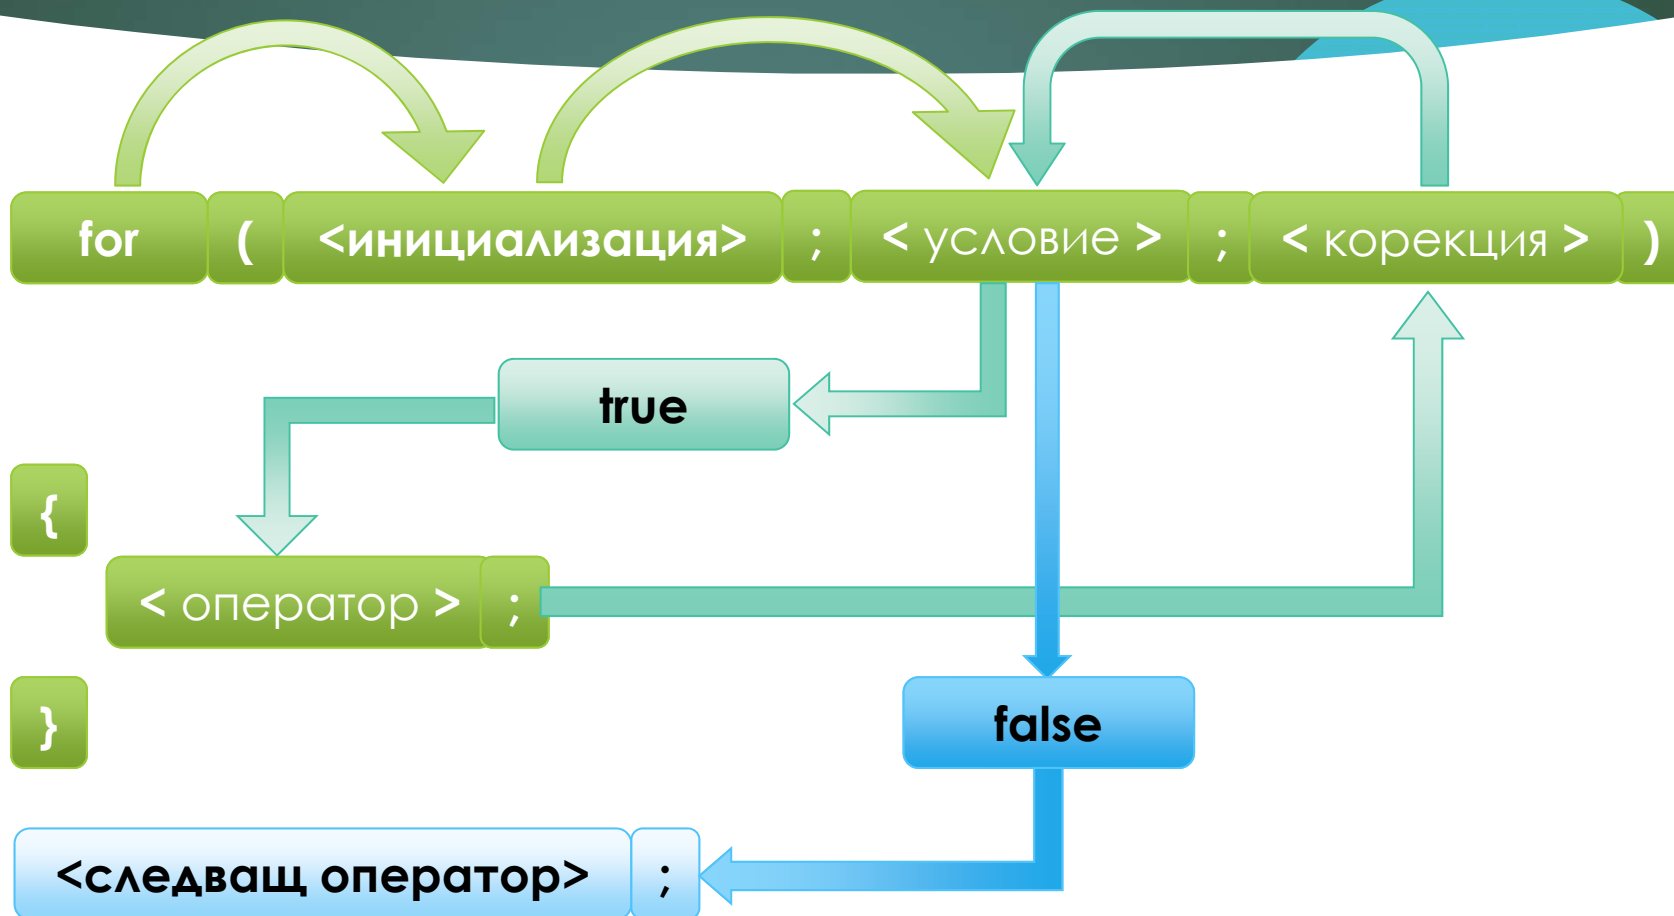 for ( <инициализация> ; < условие > ; < корекция > )
true
{
< оператор > ;
}
false
<следващ оператор> ;